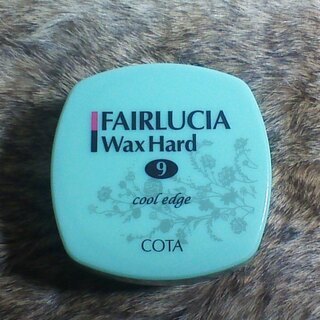 FAIRLUCIA
Wax Hard
9
cool edge
COTA